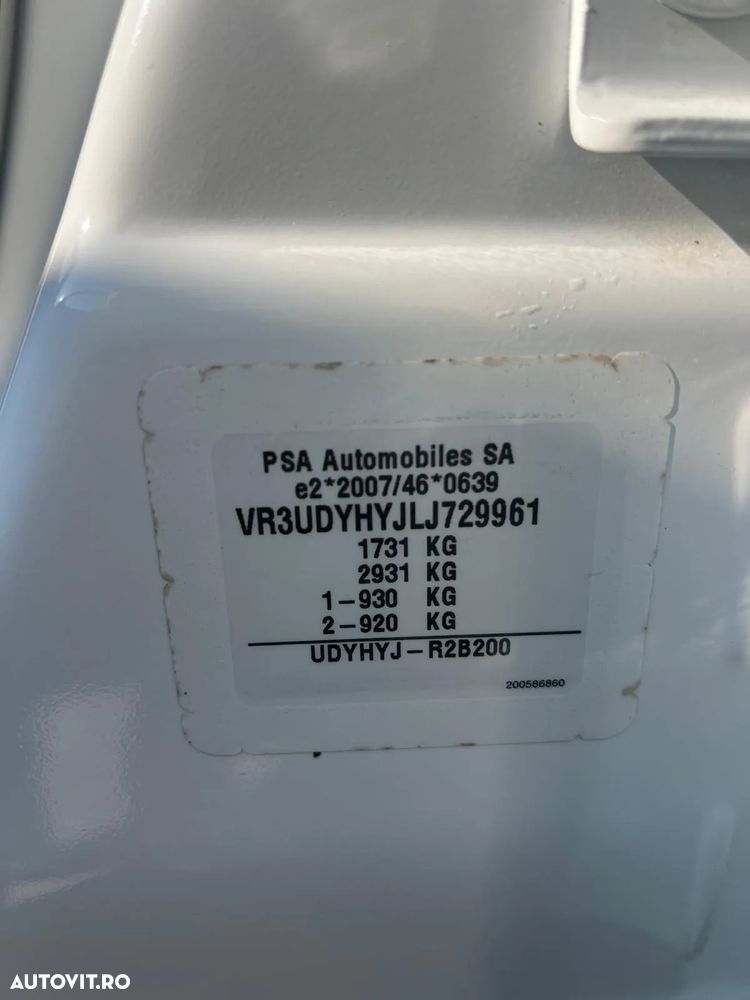 PSA Automobiles SA
e2*2007/46*0639
VR3UDYHYJLJ729961
1731 KG
2931 KG
1-930 KG
2-920 KG
UDYHYJ-R2B200
200586860
AUTOVIT.RO